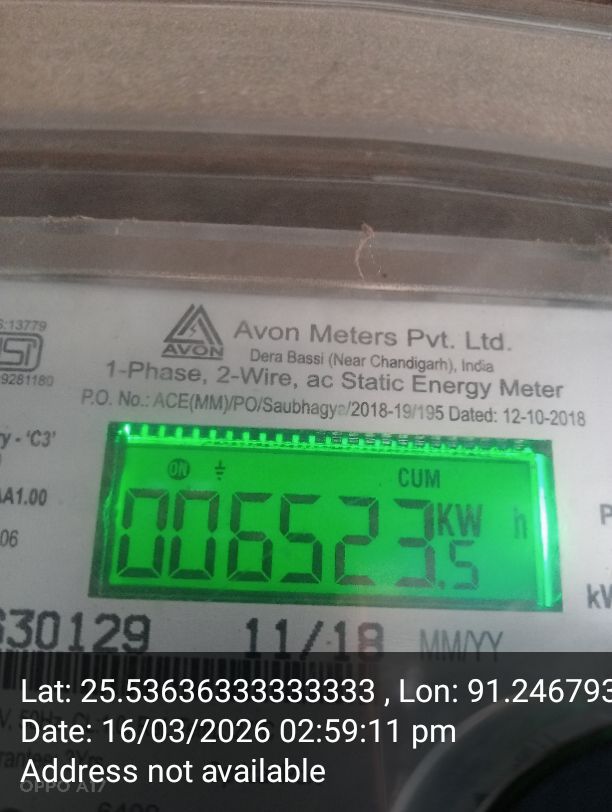 S:13779
ISI
9281180
AVON
Avon Meters Pvt. Ltd.
Dera Bassi (Near Chandigarh), India
1-Phase, 2-Wire, ac Static Energy Meter
P.O. No.: ACE(MM)/PO/Saubhagya/2018-19/195 Dated: 12-10-2018
ry - 'C3'
ON CUM
A1.00
006523.5 KW h
06
P
kV
630129 11/18 MM/YY
Lat: 25.53636333333333 , Lon: 91.246793
Date: 16/03/2026 02:59:11 pm
Address not available
OPPO A17